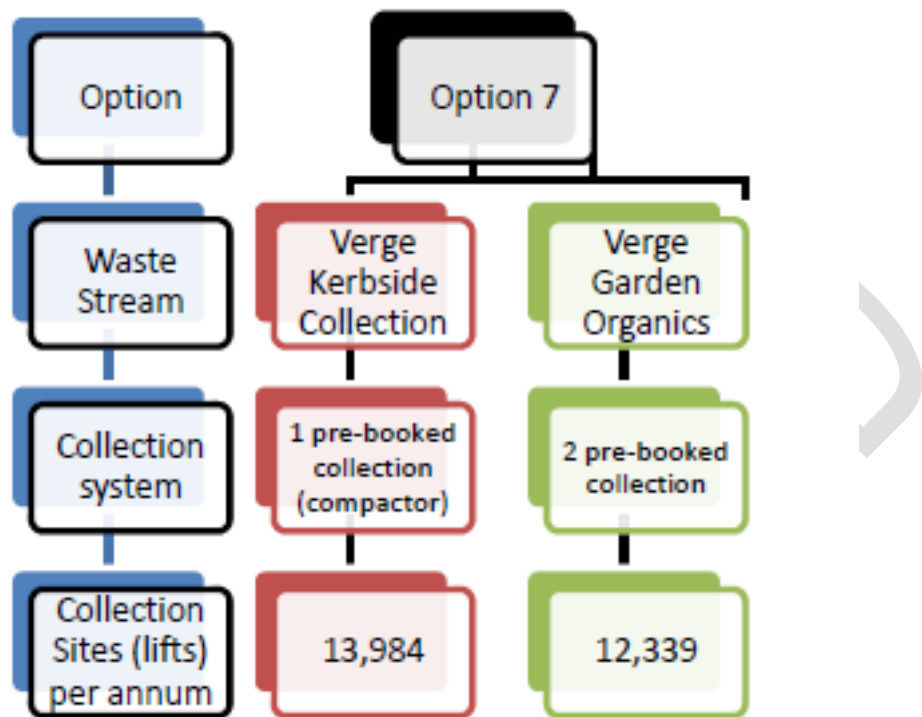 Option
Option 7
Waste
Stream
Verge
Kerbside
Collection
Verge
Garden
Organics
Collection
system
1 pre-booked
collection
(compactor)
2 pre-booked
collection
Collection
Sites (lifts)
per annum
13,984
12,339